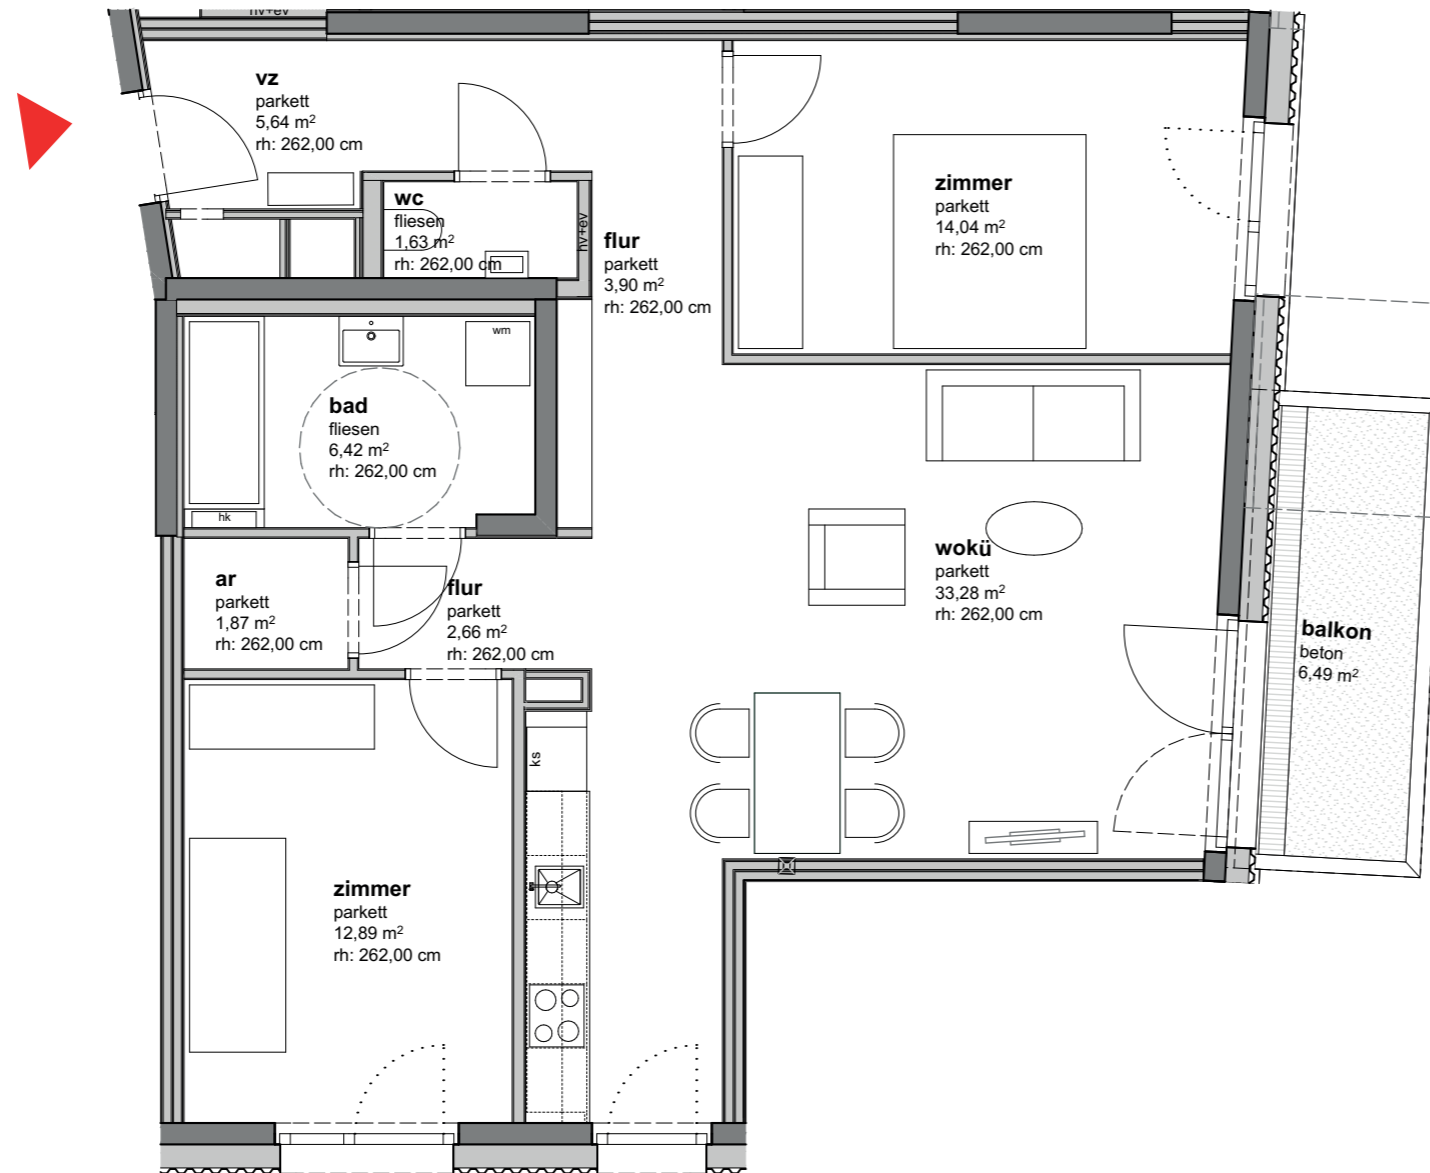 hv+ev
vz
parkett
5,64 m²
rh: 262,00 cm
wc
fliesen
1,63 m²
rh: 262,00 cm
hv+ev
flur
parkett
3,90 m²
rh: 262,00 cm
zimmer
parkett
14,04 m²
rh: 262,00 cm
wm
bad
fliesen
6,42 m²
rh: 262,00 cm
hk
ar
parkett
1,87 m²
rh: 262,00 cm
flur
parkett
2,66 m²
rh: 262,00 cm
wokü
parkett
33,28 m²
rh: 262,00 cm
balkon
beton
6,49 m²
ks
zimmer
parkett
12,89 m²
rh: 262,00 cm